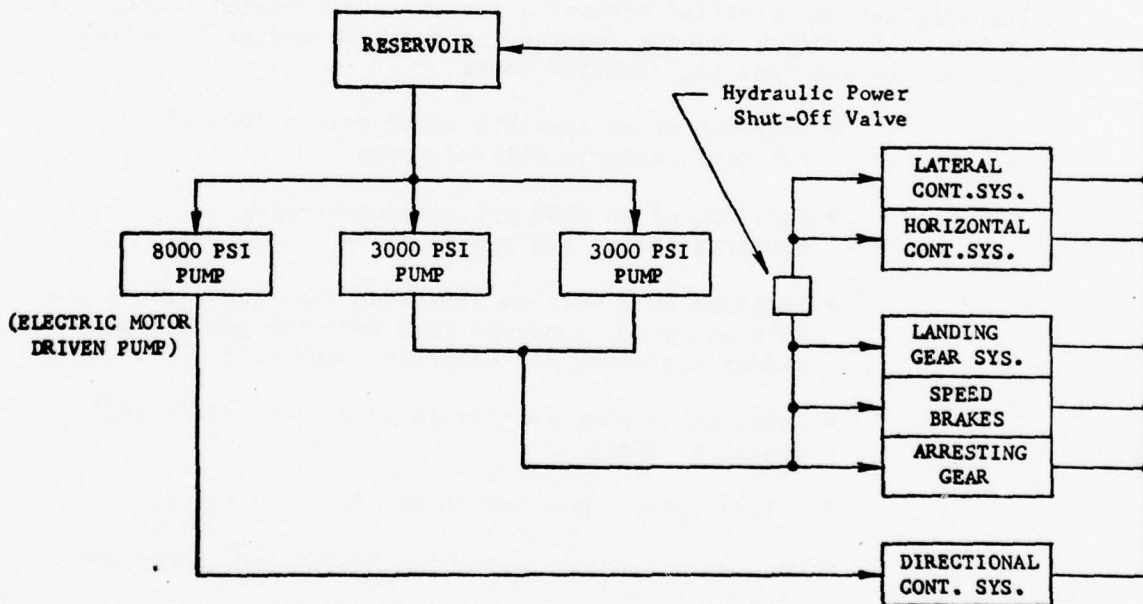 RESERVOIR
Hydraulic Power
Shut-Off Valve
LATERAL
CONT.SYS.
HORIZONTAL
CONT.SYS.
8000 PSI
PUMP
3000 PSI
PUMP
3000 PSI
PUMP
(ELECTRIC MOTOR
DRIVEN PUMP)
LANDING
GEAR SYS.
SPEED
BRAKES
ARRESTING
GEAR
DIRECTIONAL
CONT. SYS.